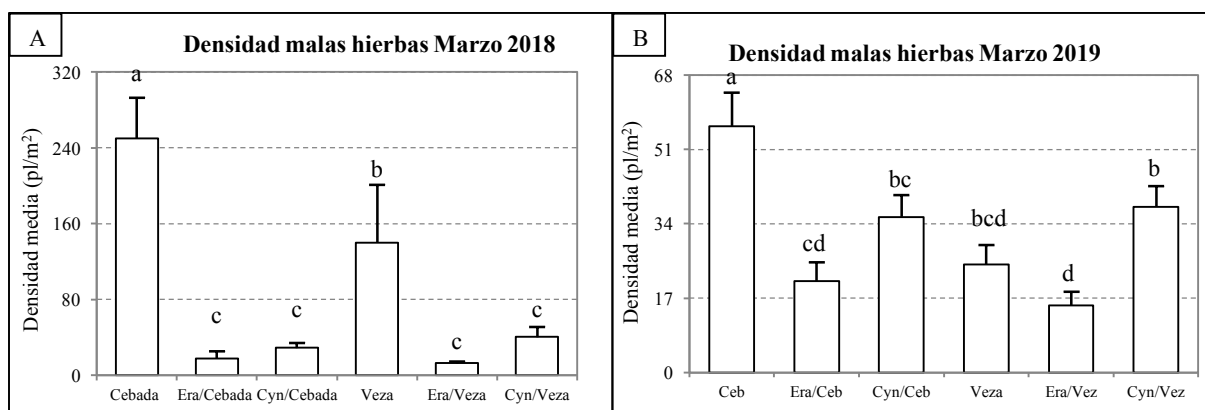 A
Densidad malas hierbas Marzo 2018
Densidad media (pl/m²)
320
240
160
80
0
a
c
c
b
c
c
Cebada Era/Cebada Cyn/Cebada Veza Era/Veza Cyn/Veza
B
Densidad malas hierbas Marzo 2019
Densidad media (pl/m²)
68
51
34
17
0
a
cd
bc
bcd
d
b
Ceb Era/Ceb Cyn/Ceb Veza Era/Vez Cyn/Vez